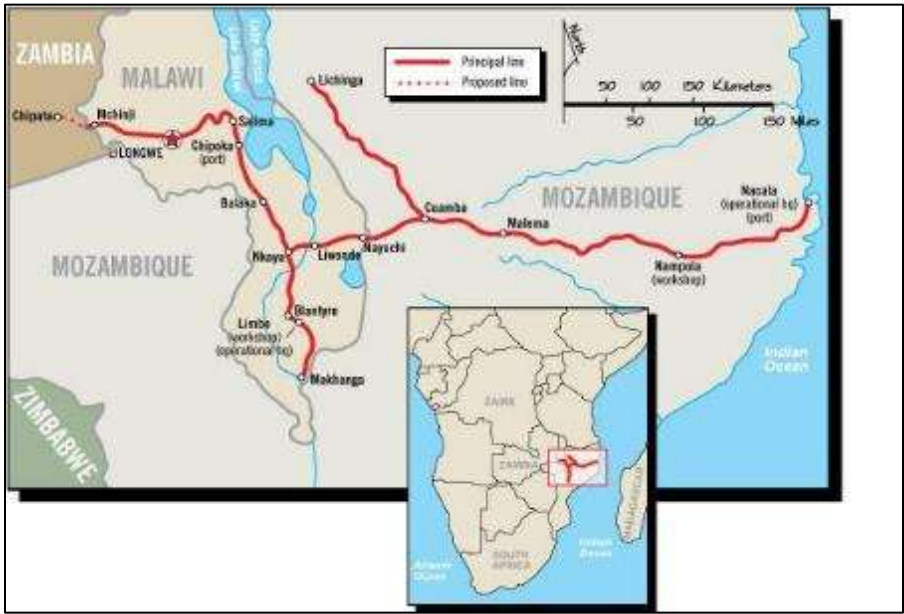 ZAMBIA
MALAWI
Lichinga
Principal line
Proposed line
North
50 100 150 Kilometers
50 100 150 Miles
Chipata
Mchinji
LILONGWE
Salima
Chipoka
(port)
Balaka
MOZAMBIQUE
Nkaya
Liwonde
Nayuchi
Cuamba
Malema
MOZAMBIQUE
Nampula
(workshop)
Nacala
(operational hq)
(port)
Blantyre
Limbe
(workshop)
(operational hq)
Makhanga
ZIMBABWE
Indian
Ocean
ZAIRE
ZAMBIA
MADAGASCAR
SOUTH
AFRICA
Atlantic
Ocean
Indian
Ocean